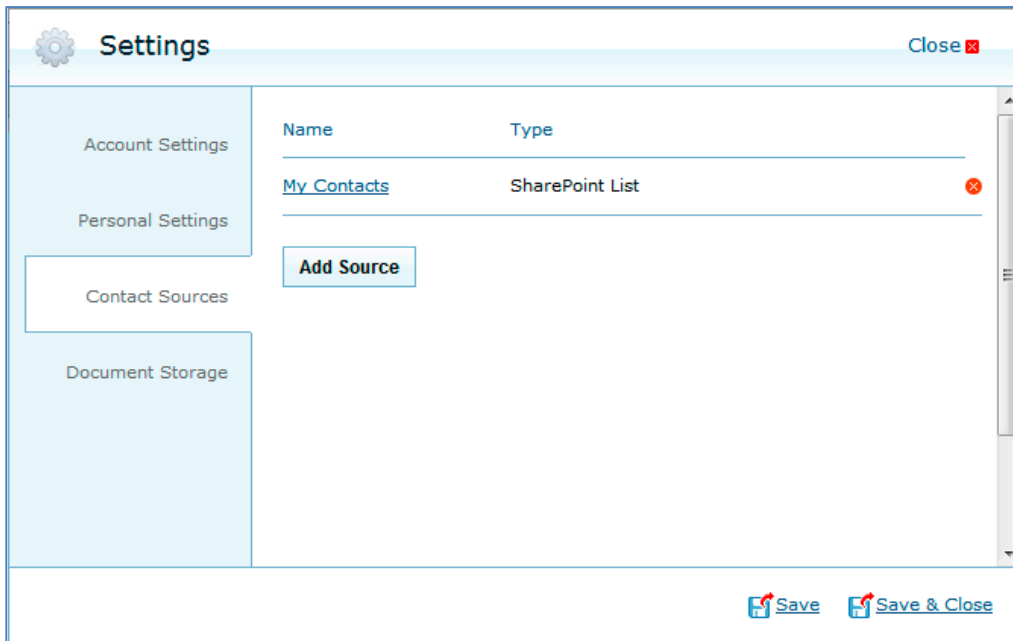 Settings
Close
Account Settings
Personal Settings
Contact Sources
Document Storage
Name Type
My Contacts SharePoint List
Add Source
Save Save & Close